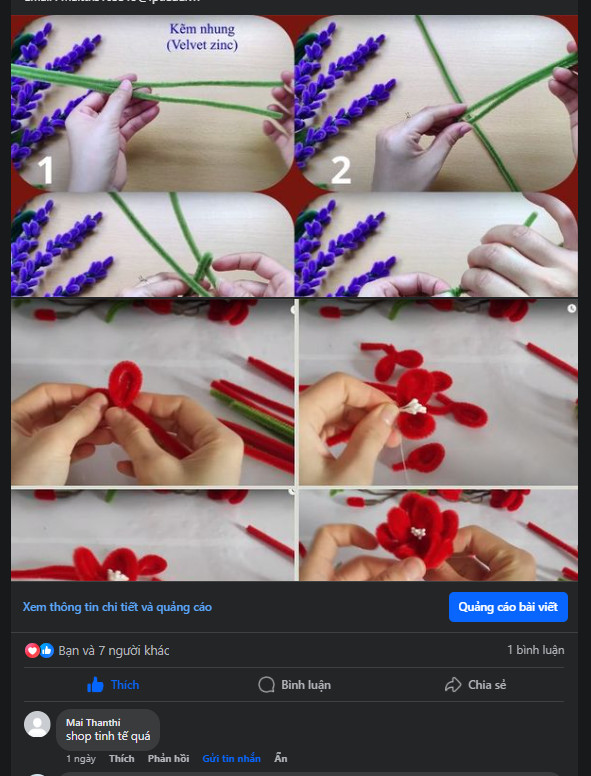 Kẽm nhung
(Velvet zinc)
1
2
Xem thông tin chi tiết và quảng cáo
Quảng cáo bài viết
Bạn và 7 người khác
1 bình luận
Thích
Bình luận
Chia sẻ
Mai Thanthi
shop tinh tế quá
1 ngày Thích Phản hồi Gửi tin nhắn Ẩn